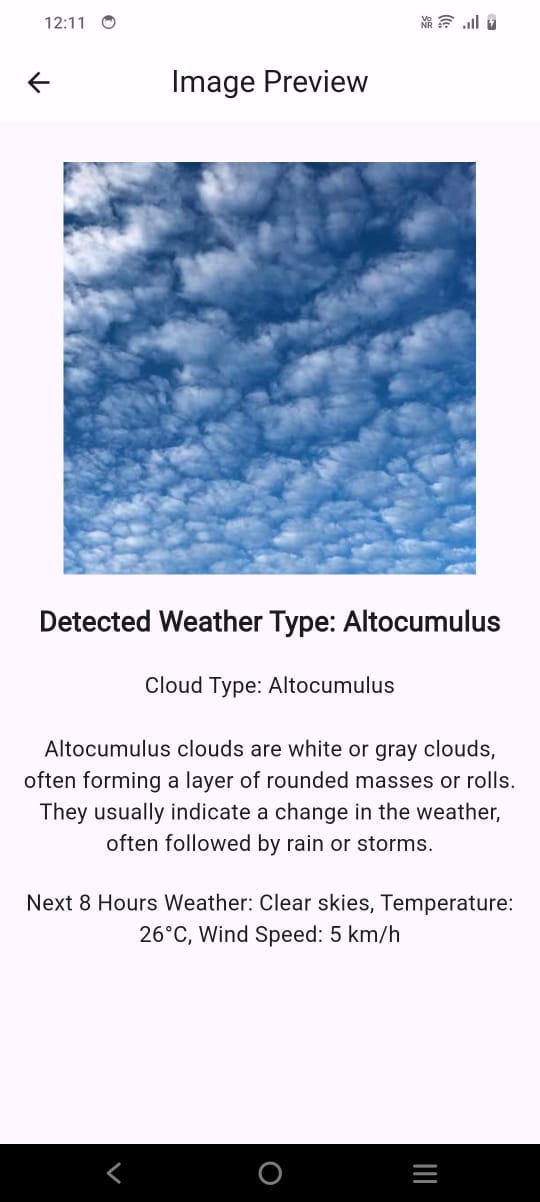 12:11
Vo
NR
Image Preview
Detected Weather Type: Altocumulus
Cloud Type: Altocumulus
Altocumulus clouds are white or gray clouds,
often forming a layer of rounded masses or rolls.
They usually indicate a change in the weather,
often followed by rain or storms.
Next 8 Hours Weather: Clear skies, Temperature:
26°C, Wind Speed: 5 km/h